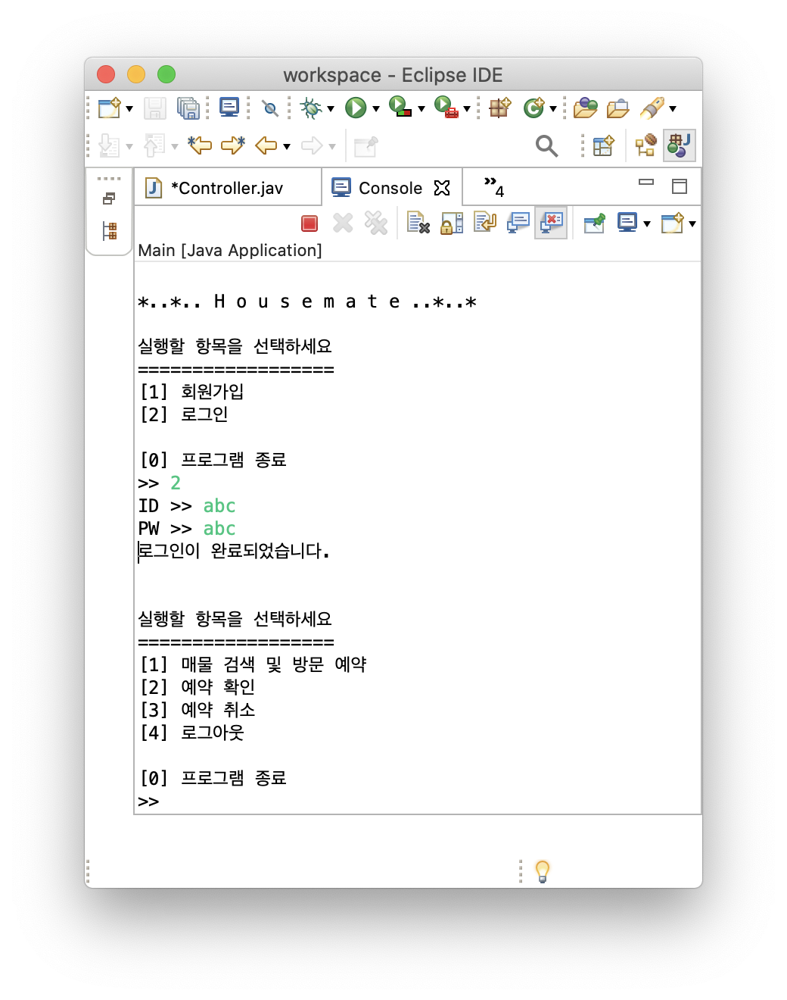 workspace - Eclipse IDE
*Controller.jav
Console
»4
Main [Java Application]
*..*.. H o u s e m a t e ..*..*
실행할 항목을 선택하세요
==================
[1] 회원가입
[2] 로그인
[0] 프로그램 종료
>> 2
ID >> abc
PW >> abc
로그인이 완료되었습니다.
실행할 항목을 선택하세요
==================
[1] 매물 검색 및 방문 예약
[2] 예약 확인
[3] 예약 취소
[4] 로그아웃
[0] 프로그램 종료
>>